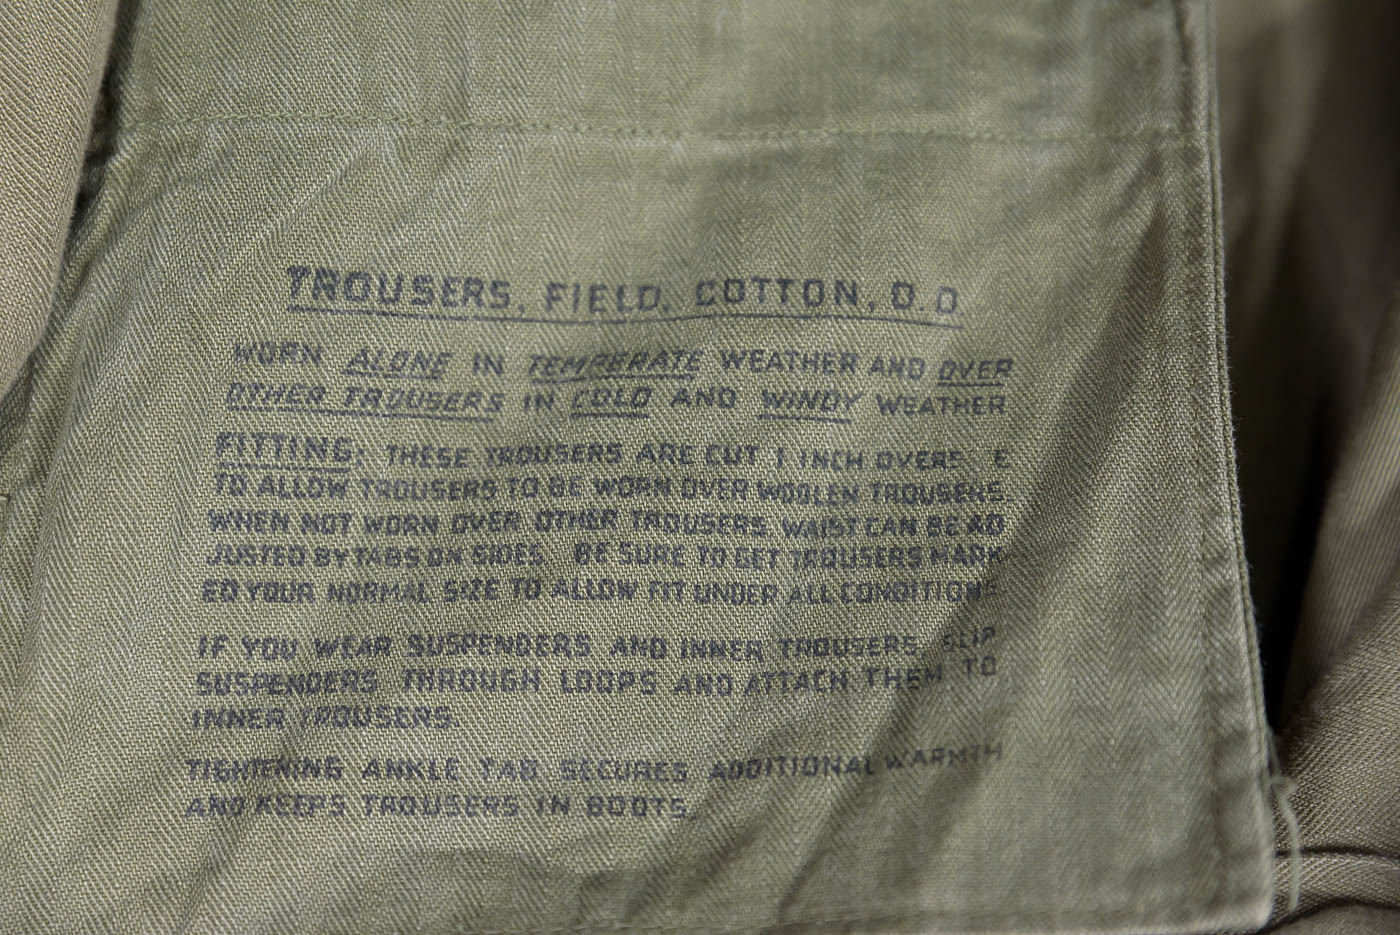 TROUSERS, FIELD, COTTON, O.D
WORN ALONE IN TEMPERATE WEATHER AND OVER
OTHER TROUSERS IN COLD AND WINDY WEATHER
FITTING: THESE TROUSERS ARE CUT 1 INCH OVERS E
TO ALLOW TROUSERS TO BE WORN OVER WOOLEN TROUSERS.
WHEN NOT WORN OVER OTHER TROUSERS, WAIST CAN BE AD
JUSTED BY TABS ON SIDES. BE SURE TO GET TROUSERS MARK
ED YOUR NORMAL SIZE TO ALLOW FIT UNDER ALL CONDITIONS
IF YOU WEAR SUSPENDERS AND INNER TROUSERS, SLIP
SUSPENDERS THROUGH LOOPS AND ATTACH THEM TO
INNER TROUSERS.
TIGHTENING ANKLE TAB SECURES ADDITIONAL WARMTH
AND KEEPS TROUSERS IN BOOTS.